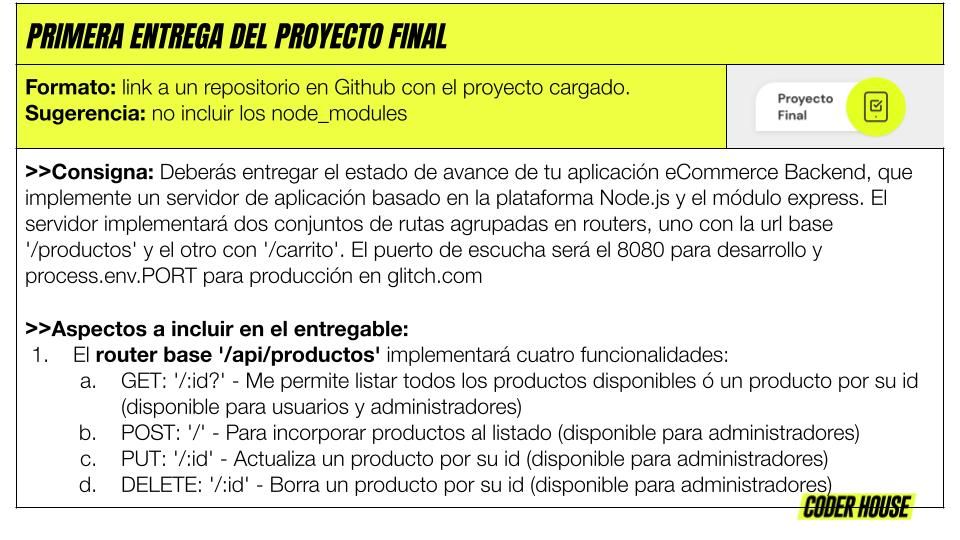 PRIMERA ENTREGA DEL PROYECTO FINAL
Formato: link a un repositorio en Github con el proyecto cargado.
Sugerencia: no incluir los node_modules
Proyecto
Final
>>Consigna: Deberás entregar el estado de avance de tu aplicación eCommerce Backend, que
implemente un servidor de aplicación basado en la plataforma Node.js y el módulo express. El
servidor implementará dos conjuntos de rutas agrupadas en routers, uno con la url base
'/productos' y el otro con '/carrito'. El puerto de escucha será el 8080 para desarrollo y
process.env.PORT para producción en glitch.com
>>Aspectos a incluir en el entregable:
1. El router base '/api/productos' implementará cuatro funcionalidades:
a. GET: '/:id?' - Me permite listar todos los productos disponibles ó un producto por su id
(disponible para usuarios y administradores)
b. POST: '/' - Para incorporar productos al listado (disponible para administradores)
c. PUT: '/:id' - Actualiza un producto por su id (disponible para administradores)
d. DELETE: '/:id' - Borra un producto por su id (disponible para administradores)
CODER HOUSE